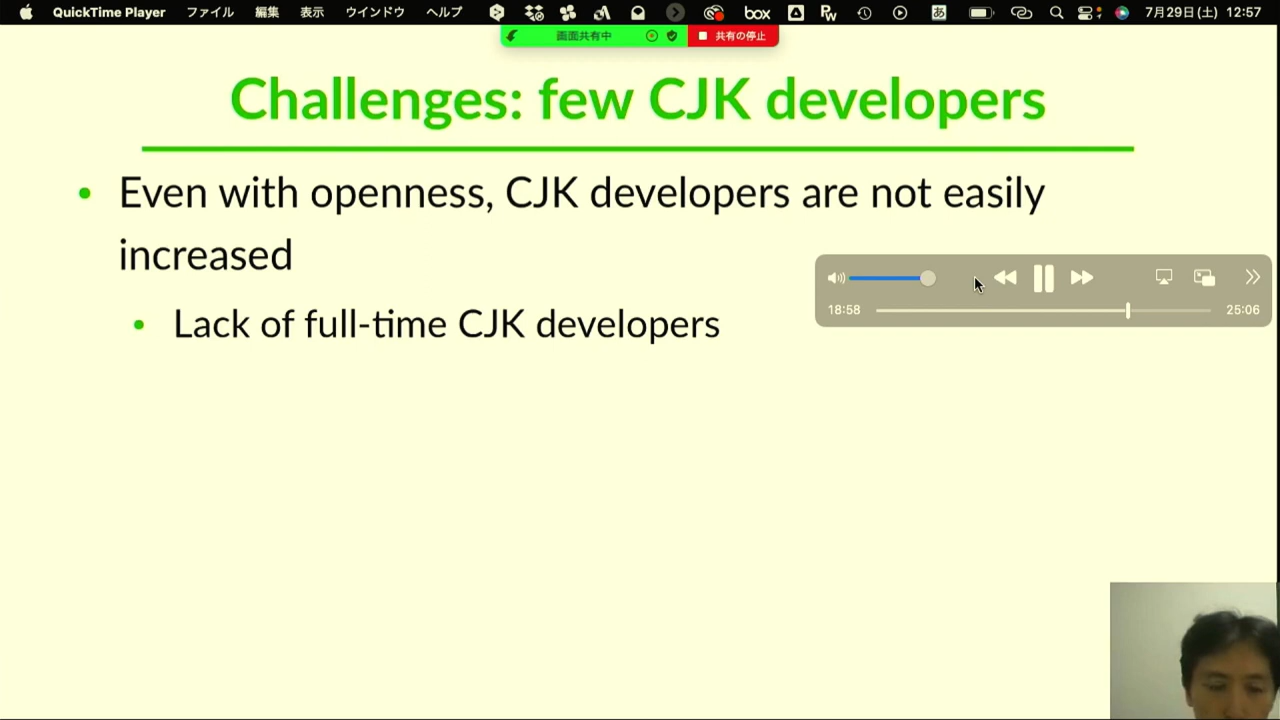 QuickTime Player ファイル 編集 表示 ウインドウ ヘルプ box あ 7月29日(土) 12:57
画面共有中 共有の停止
Challenges: few CJK developers
• Even with openness, CJK developers are not easily
increased
• Lack of full-time CJK developers
18:58 25:06